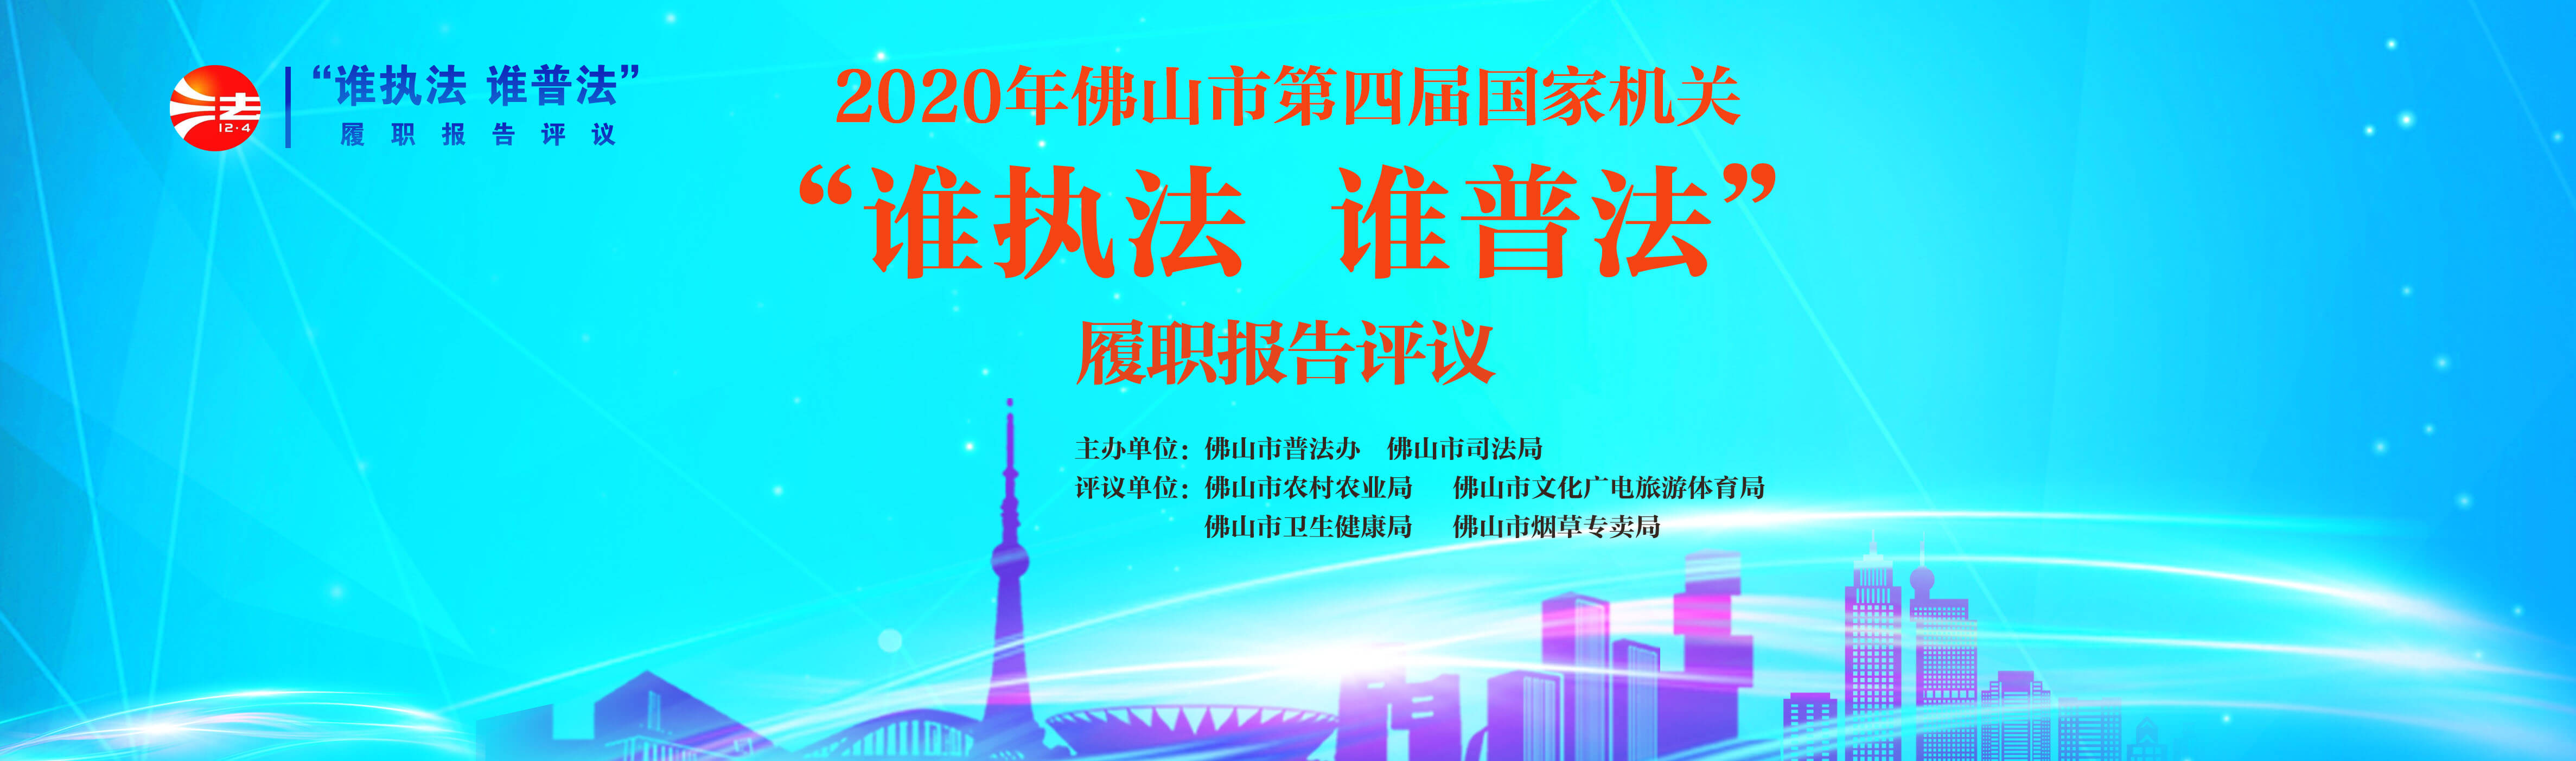 法
12·4
“谁执法 谁普法”
履职报告评议
2020年佛山市第四届国家机关
“谁执法 谁普法”
履职报告评议
主办单位：佛山市普法办 佛山市司法局
评议单位：佛山市农村农业局 佛山市文化广电旅游体育局
佛山市卫生健康局 佛山市烟草专卖局